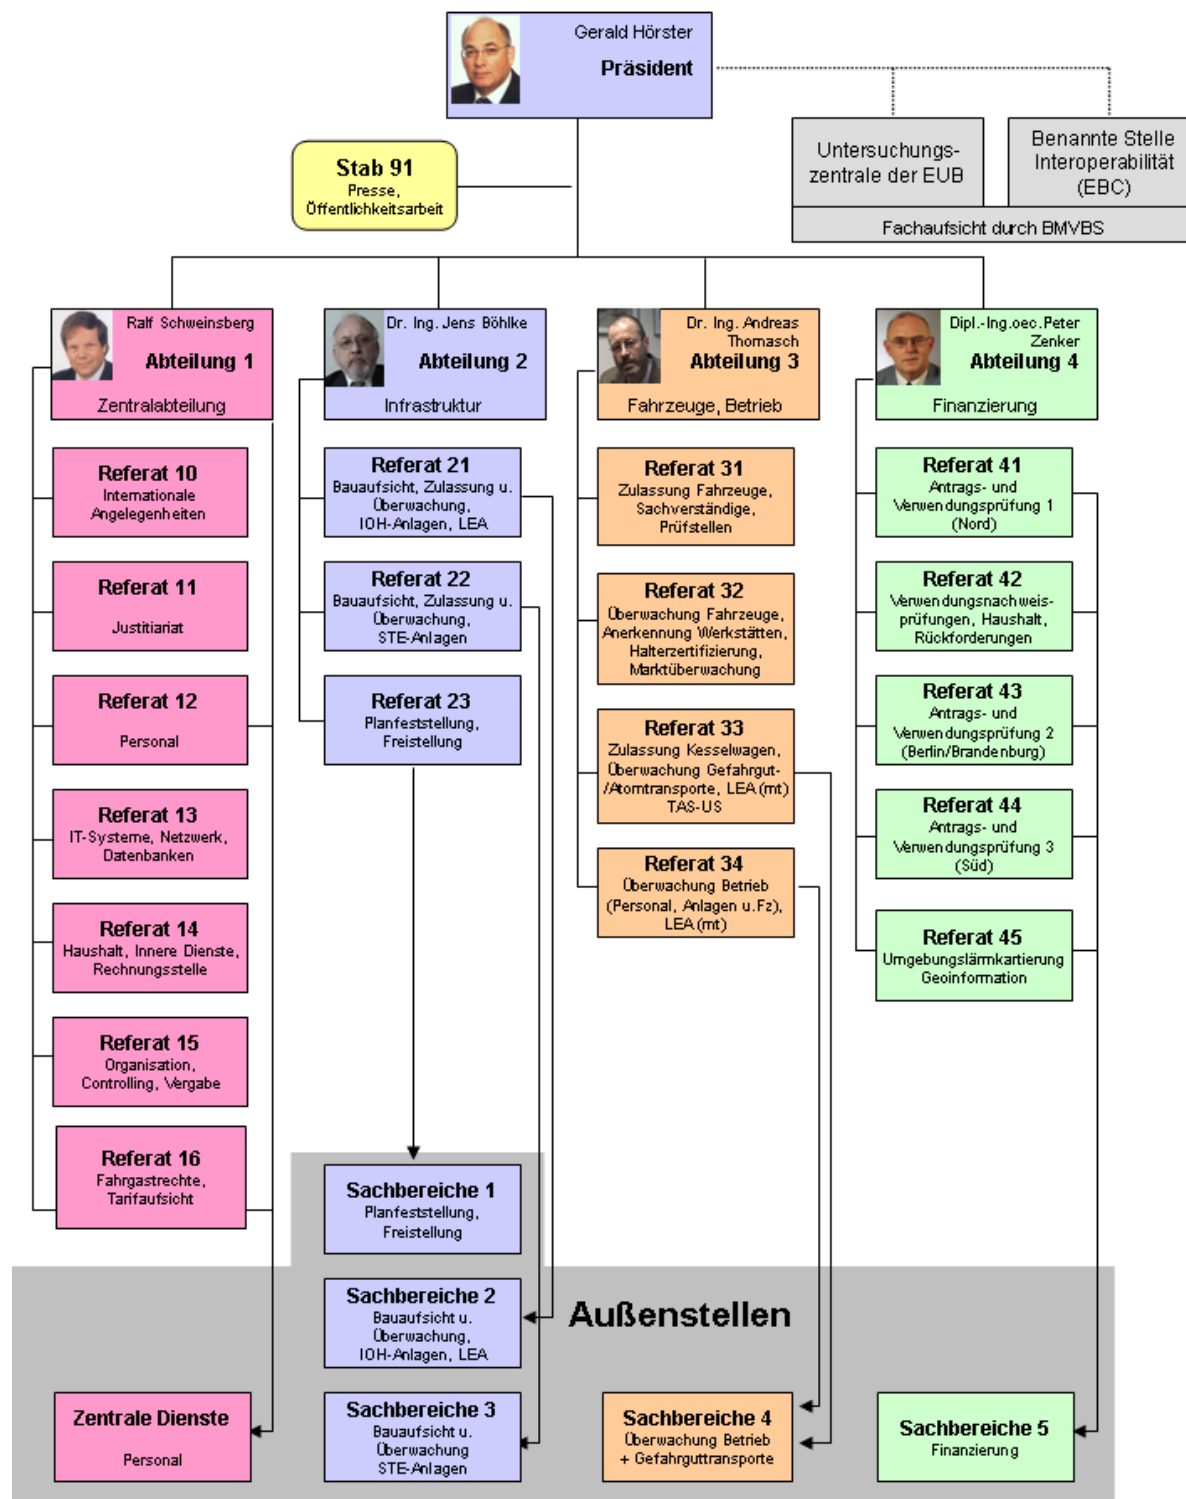 Gerald Hörster
Präsident
Stab 91
Presse,
Öffentlichkeitsarbeit
Untersuchungs-
zentrale der EUB
Benannte Stelle
Interoperabilität
(EBC)
Fachaufsicht durch BMVBS
Ralf Schweinsberg
Abteilung 1
Zentralabteilung
Dr. Ing. Jens Böhlke
Abteilung 2
Infrastruktur
Dr. Ing. Andreas
Thomasch
Abteilung 3
Fahrzeuge, Betrieb
Dipl.-Ing.oec.Peter
Zenker
Abteilung 4
Finanzierung
Referat 10
Internationale
Angelegenheiten
Referat 11
Justitiariat
Referat 12
Personal
Referat 13
IT-Systeme, Netzwerk,
Datenbanken
Referat 14
Haushalt, Innere Dienste,
Rechnungsstelle
Referat 15
Organisation,
Controlling, Vergabe
Referat 16
Fahrgastrechte,
Tarifaufsicht
Referat 21
Bauaufsicht, Zulassung u.
Überwachung,
IOH-Anlagen, LEA
Referat 22
Bauaufsicht, Zulassung u.
Überwachung,
STE-Anlagen
Referat 23
Planfeststellung,
Freistellung
Referat 31
Zulassung Fahrzeuge,
Sachverständige,
Prüfstellen
Referat 32
Überwachung Fahrzeuge,
Anerkennung Werkstätten,
Halterzertifizierung,
Marktüberwachung
Referat 33
Zulassung Kesselwagen,
Überwachung Gefahrgut-
/Atomtransporte, LEA (mt)
TAS-US
Referat 34
Überwachung Betrieb
(Personal, Anlagen u.Fz),
LEA (mt)
Referat 41
Antrags- und
Verwendungsprüfung 1
(Nord)
Referat 42
Verwendungsnachweis-
prüfungen, Haushalt,
Rückforderungen
Referat 43
Antrags- und
Verwendungsprüfung 2
(Berlin/Brandenburg)
Referat 44
Antrags- und
Verwendungsprüfung 3
(Süd)
Referat 45
Umgebungslärmkartierung
Geoinformation
Außenstellen
Zentrale Dienste
Personal
Sachbereiche 1
Planfeststellung,
Freistellung
Sachbereiche 2
Bauaufsicht u.
Überwachung,
IOH-Anlagen, LEA
Sachbereiche 3
Bauaufsicht u.
Überwachung
STE-Anlagen
Sachbereiche 4
Überwachung Betrieb
+ Gefahrguttransporte
Sachbereiche 5
Finanzierung